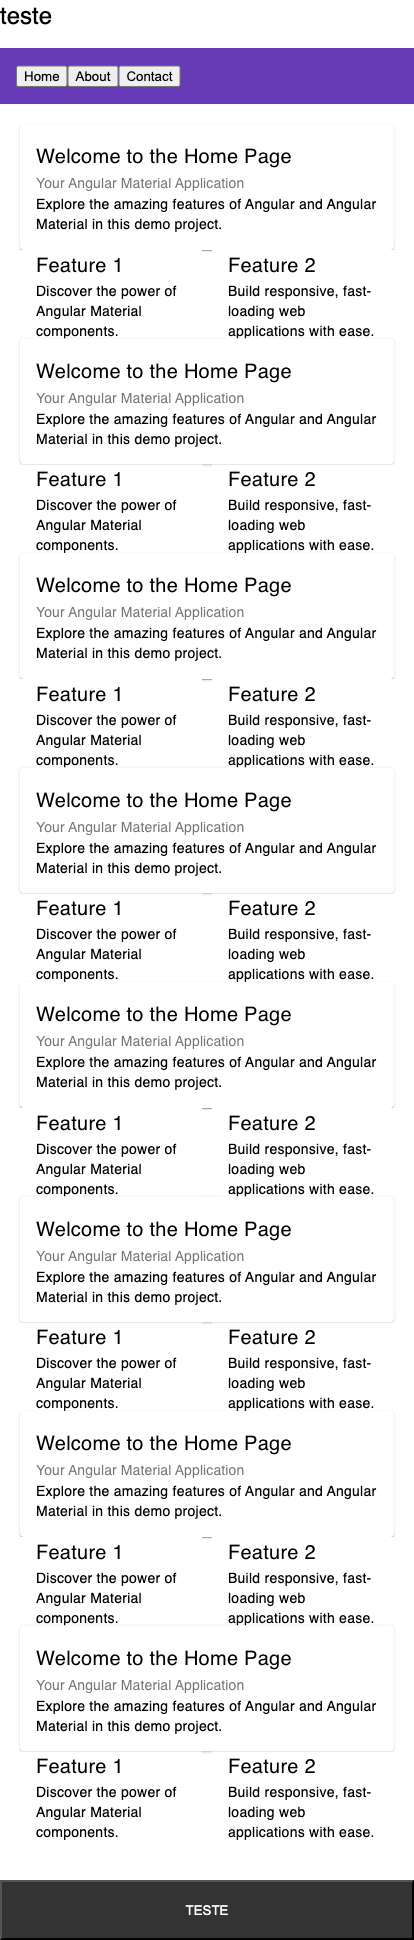 teste
Home About Contact
Welcome to the Home Page
Your Angular Material Application
Explore the amazing features of Angular and Angular
Material in this demo project.
Feature 1
Discover the power of
Angular Material
components.
Feature 2
Build responsive, fast-
loading web
applications with ease.
Welcome to the Home Page
Your Angular Material Application
Explore the amazing features of Angular and Angular
Material in this demo project.
Feature 1
Discover the power of
Angular Material
components.
Feature 2
Build responsive, fast-
loading web
applications with ease.
Welcome to the Home Page
Your Angular Material Application
Explore the amazing features of Angular and Angular
Material in this demo project.
Feature 1
Discover the power of
Angular Material
components.
Feature 2
Build responsive, fast-
loading web
applications with ease.
Welcome to the Home Page
Your Angular Material Application
Explore the amazing features of Angular and Angular
Material in this demo project.
Feature 1
Discover the power of
Angular Material
components.
Feature 2
Build responsive, fast-
loading web
applications with ease.
Welcome to the Home Page
Your Angular Material Application
Explore the amazing features of Angular and Angular
Material in this demo project.
Feature 1
Discover the power of
Angular Material
components.
Feature 2
Build responsive, fast-
loading web
applications with ease.
Welcome to the Home Page
Your Angular Material Application
Explore the amazing features of Angular and Angular
Material in this demo project.
Feature 1
Discover the power of
Angular Material
components.
Feature 2
Build responsive, fast-
loading web
applications with ease.
Welcome to the Home Page
Your Angular Material Application
Explore the amazing features of Angular and Angular
Material in this demo project.
Feature 1
Discover the power of
Angular Material
components.
Feature 2
Build responsive, fast-
loading web
applications with ease.
Welcome to the Home Page
Your Angular Material Application
Explore the amazing features of Angular and Angular
Material in this demo project.
Feature 1
Discover the power of
Angular Material
components.
Feature 2
Build responsive, fast-
loading web
applications with ease.
TESTE